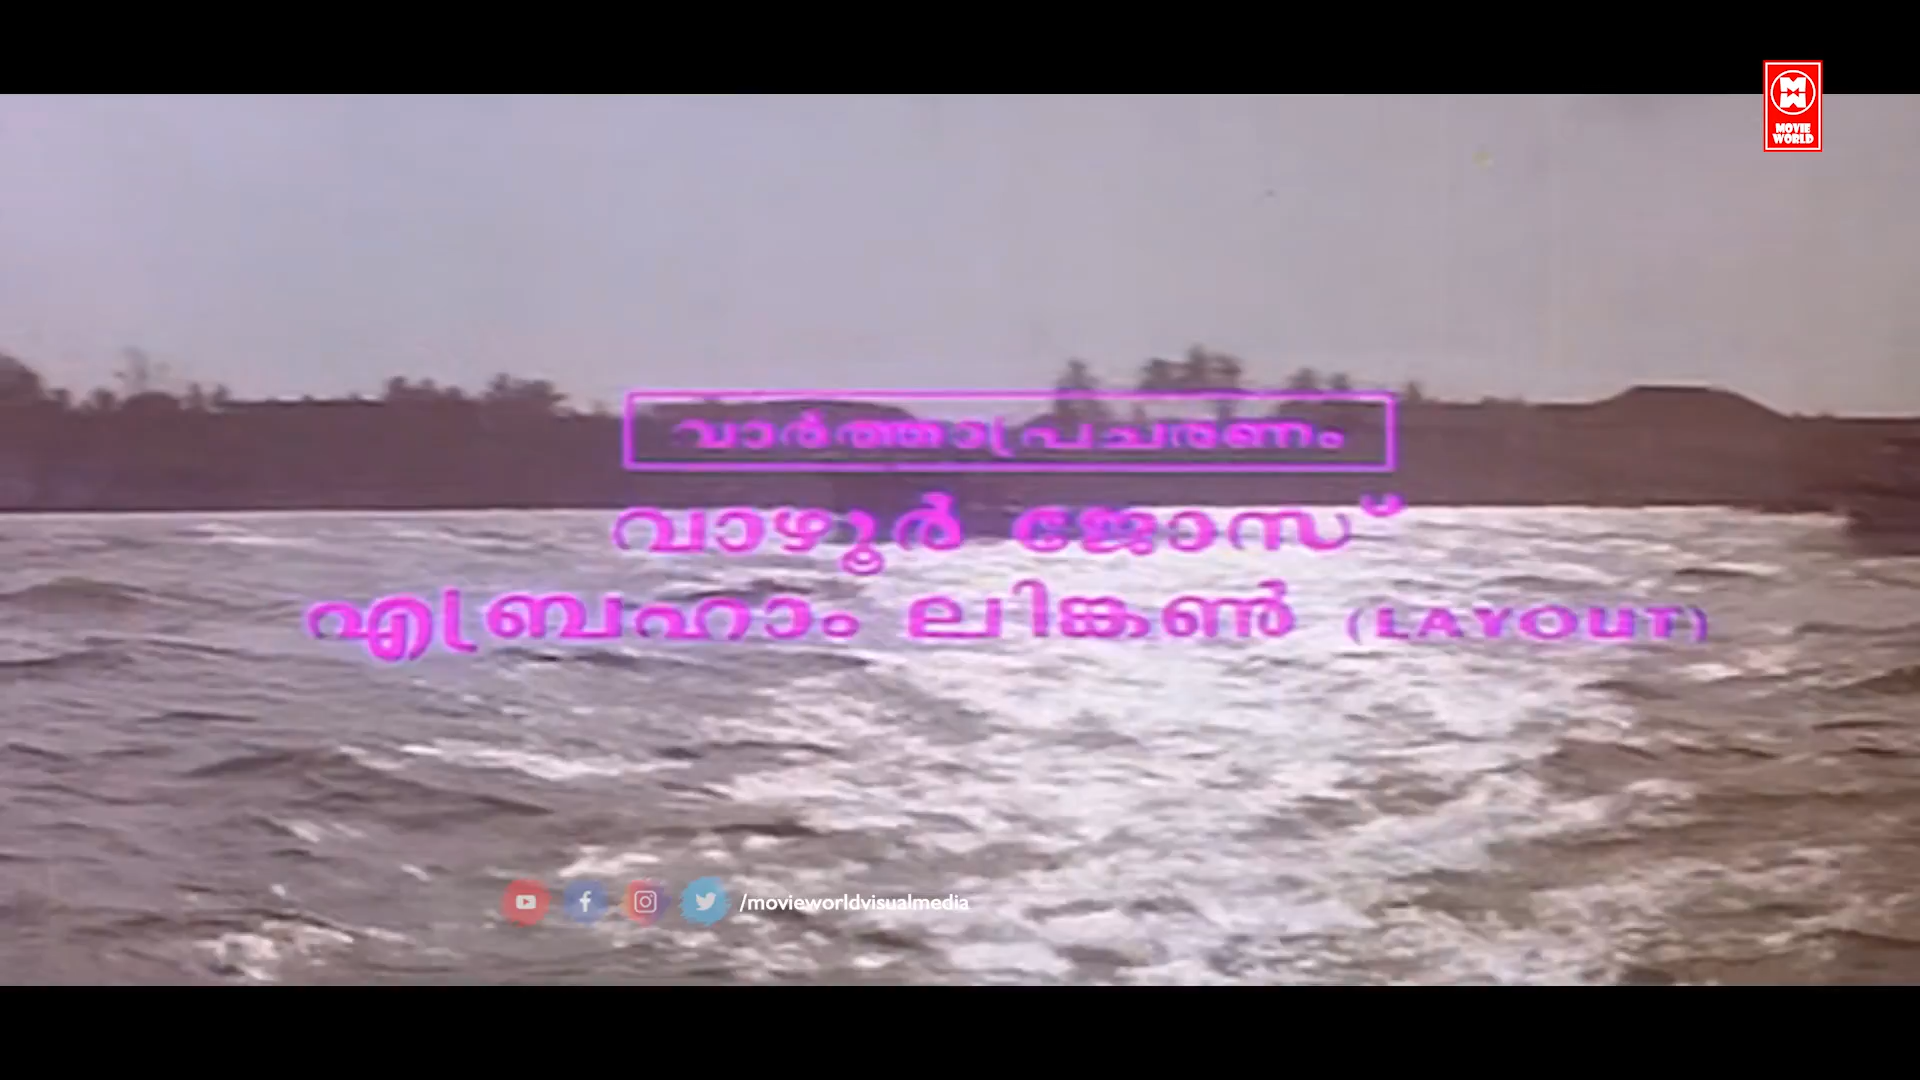 MOVIE
WORLD
വാർത്താപ്രചരണം
വാഴൂർ ജോസ്
എബ്രഹാം ലിങ്കൺ (LAYOUT)
/movieworldvisualmedia